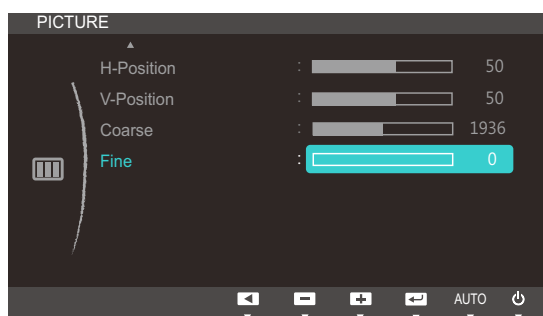 PICTURE
H-Position : 50
V-Position : 50
Coarse : 1936
Fine : 0
AUTO